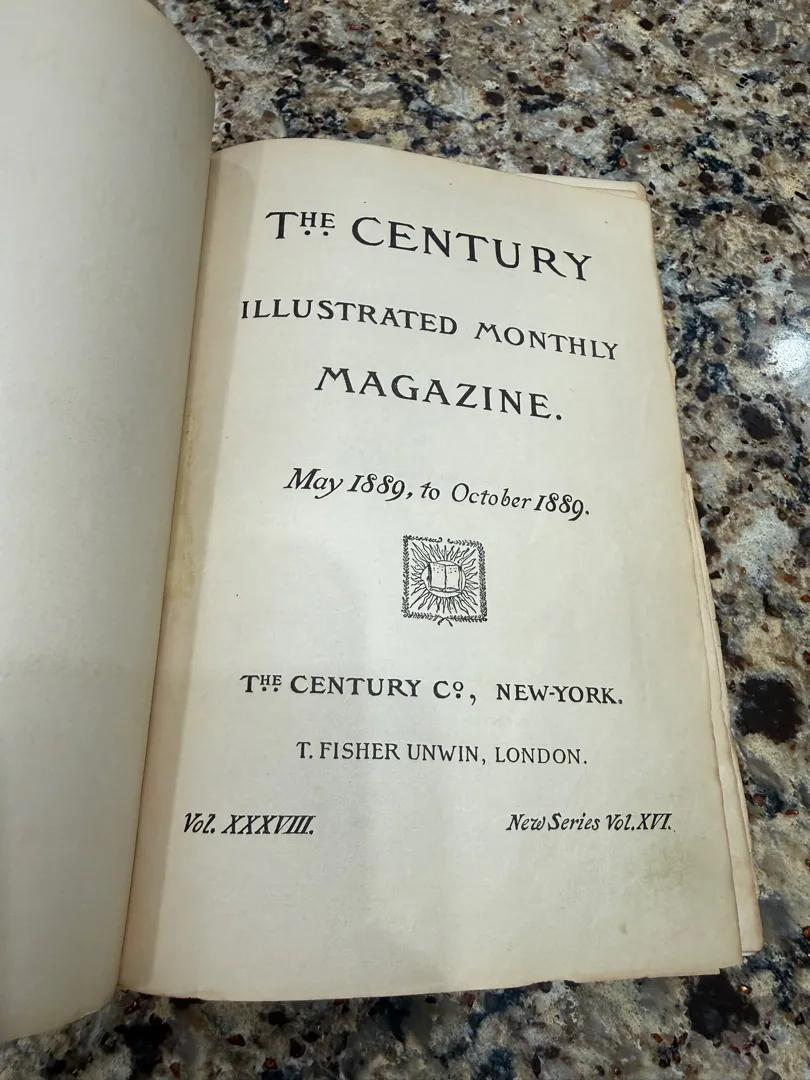 THE CENTURY
ILLUSTRATED MONTHLY
MAGAZINE.
May 1889, to October 1889.
THE CENTURY Co, NEW-YORK.
T. FISHER UNWIN, LONDON.
Vol. XXXVIII.
New Series Vol. XVI.